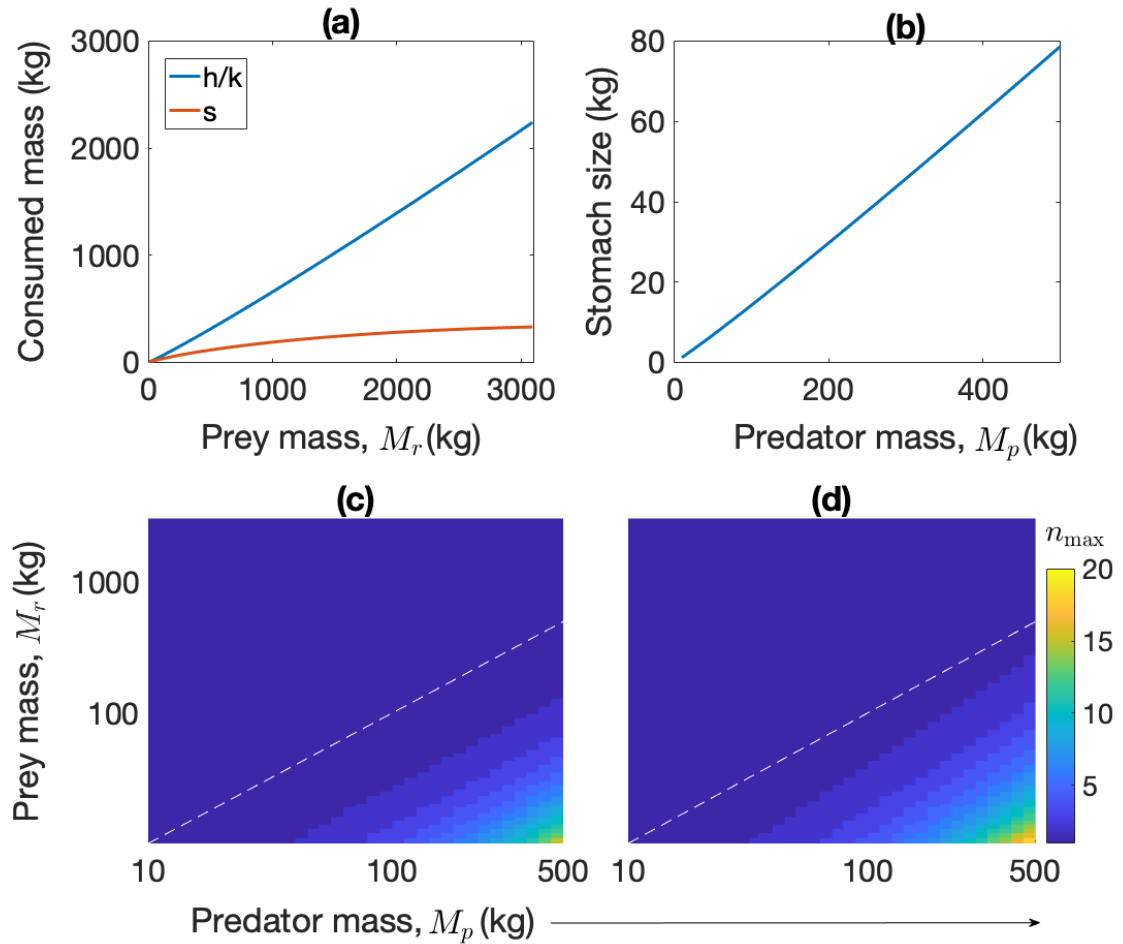 (a)
3000
2000
1000
0
Consumed mass (kg)
h/k
s
0 1000 2000 3000
Prey mass, M_r (kg)
(b)
80
60
40
20
0
Stomach size (kg)
0 200 400
Predator mass, M_p (kg)
(c)
1000
100
Prey mass, M_r (kg)
10 100 500
(d)
10 100 500
n_max
20
15
10
5
Predator mass, M_p (kg)